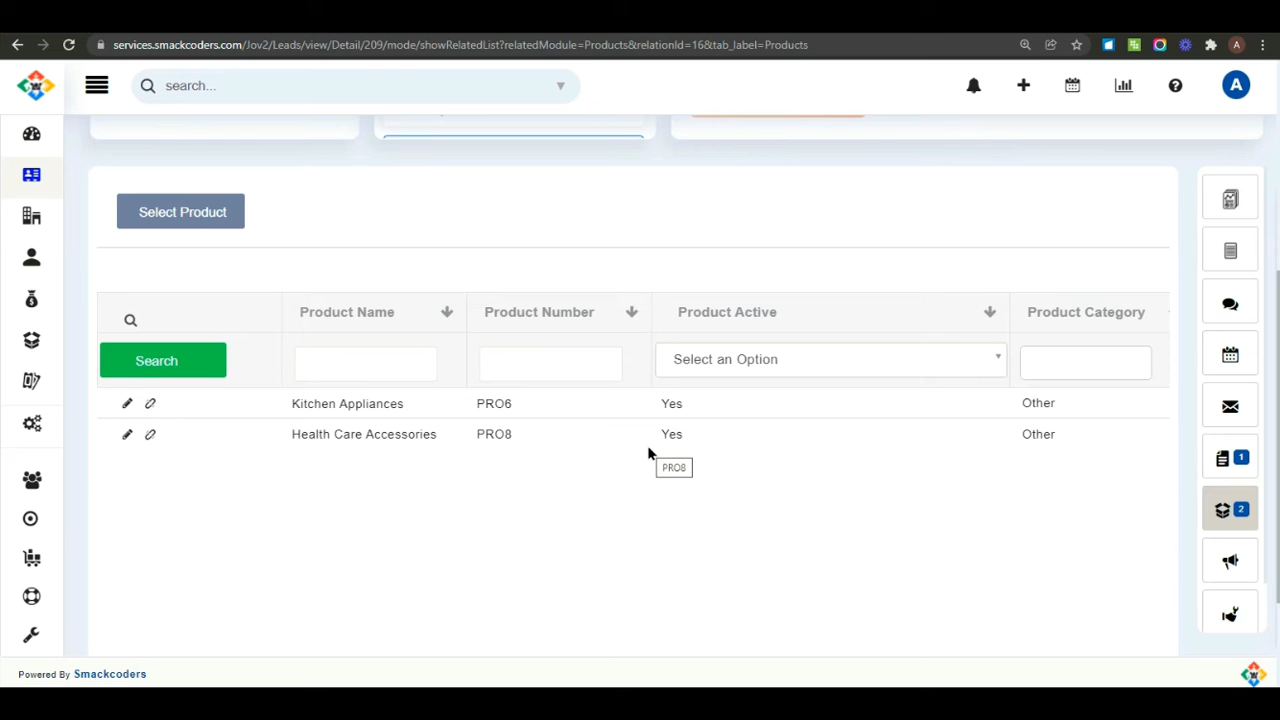 services.smackcoders.com/Jov2/Leads/view/Detail/209/mode/showRelatedList?relatedModule=Products&relationId=16&tab_label=Products
A
search...
A
Select Product
Product Name
Product Number
Product Active
Product Category
Search
Select an Option
Kitchen Appliances PRO6 Yes Other
Health Care Accessories PRO8 Yes Other
PRO8
1
2
Powered By Smackcoders